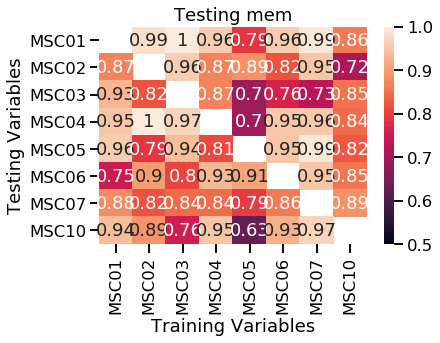 Testing mem
Testing Variables
MSC01 0.99 1 0.96 0.79 0.96 0.99 0.86
MSC02 0.87 0.96 0.87 0.89 0.82 0.95 0.72
MSC03 0.93 0.82 0.87 0.7 0.76 0.73 0.85
MSC04 0.95 1 0.97 0.7 0.95 0.96 0.84
MSC05 0.96 0.79 0.94 0.81 0.95 0.99 0.82
MSC06 0.75 0.9 0.8 0.93 0.91 0.95 0.85
MSC07 0.88 0.82 0.84 0.84 0.79 0.86 0.89
MSC10 0.94 0.89 0.76 0.95 0.63 0.93 0.97
MSC01 MSC02 MSC03 MSC04 MSC05 MSC06 MSC07 MSC10
Training Variables
1.0
0.9
0.8
0.7
0.6
0.5